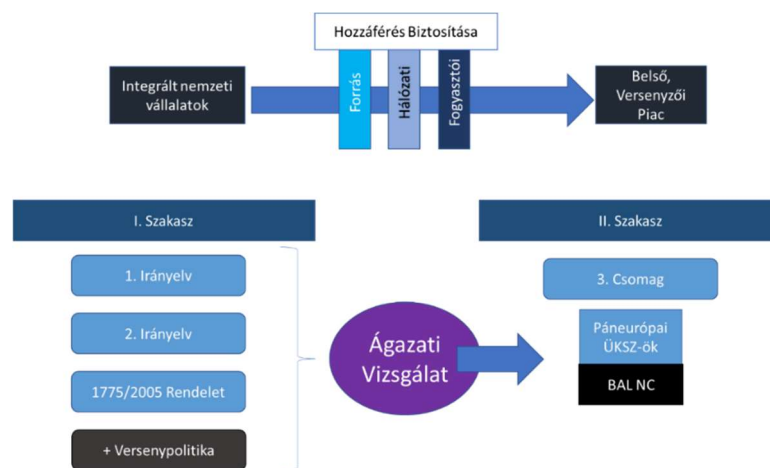 Hozzáférés Biztosítása
Integrált nemzeti
vállalatok
Forrás
Hálózati
Fogyasztói
Belső,
Versenyzői
Piac
I. Szakasz
II. Szakasz
1. Irányelv
2. Irányelv
1775/2005 Rendelet
+ Versenypolitika
Ágazati
Vizsgálat
3. Csomag
Páneurópai
ÜKSZ-ök
BAL NC